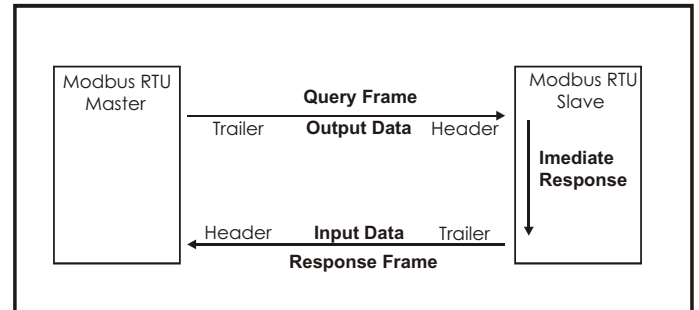 Modbus RTU
Master
Modbus RTU
Slave
Query Frame
Trailer Output Data Header
Imediate
Response
Header Input Data Trailer
Response Frame